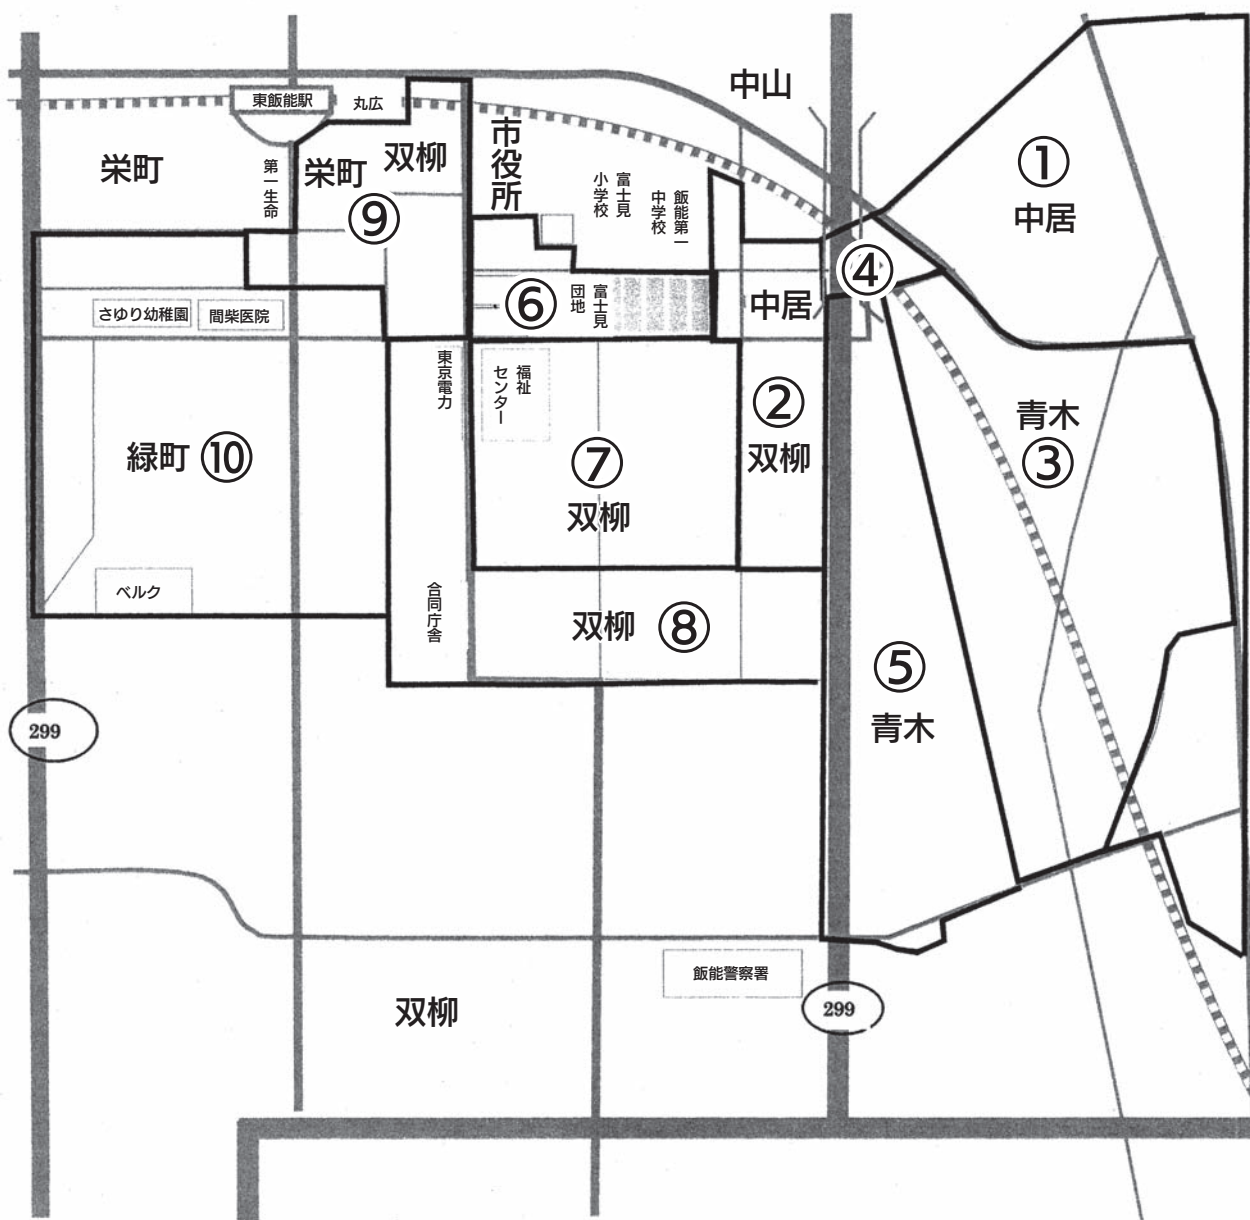 中山
東飯能駅
丸広
栄町
第一生命
栄町
双柳
⑨
市役所
富士見
小学校
飯能第一
中学校
①
中居
④
さゆり幼稚園
間柴医院
⑥
富士見
団地
中居
東京電力
福祉
センター
②
双柳
青木
③
緑町 ⑩
⑦
双柳
ベルク
合同庁舎
双柳 ⑧
⑤
青木
299
飯能警察署
299
双柳